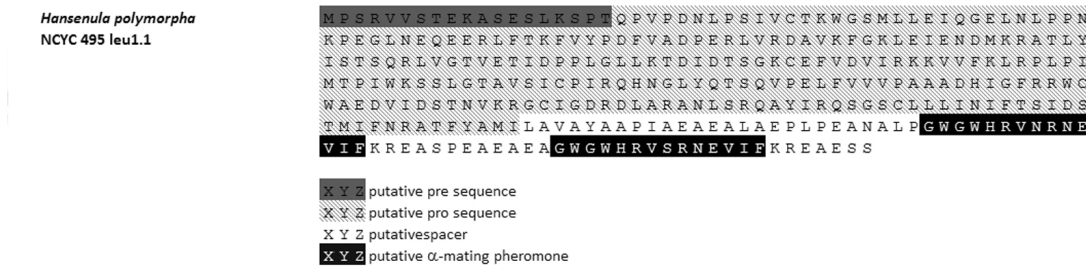 Hansenula polymorpha
NCYC 495 leu1.1
M P S R V V S T E K A S E S L K S P T Q P V P D N L P S I V C T K W G S M L L E I Q G E L N L P P N
K P E G L N E Q E E R L F T K F V Y P D F V A D P E R L V R D A V K F G K L E I E N D M K R A T L Y
I S T S Q R L V G T V E T I D P P L G L L K T D I D T S G K C E F V D V I R K K V V F K L R P L P I
M T P I W K S S L G T A V S I C P I R Q H N G L Y Q T S Q V P E L F V V V P A A A D H I G F R R W C
W A E D V I D S T N V K R G C I G D R D L A R A N L S R Q A Y I R Q S G S C L L L I N I F T S I D S
T M I F N R A T F Y A M I L A V A Y A A P I A E A E A L A E P L P E A N A L P G W G W H R V N R N E
V I F K R E A S P E A E A E A G W G W H R V S R N E V I F K R E A E S S
X Y Z putative pre sequence
X Y Z putative pro sequence
X Y Z putativespacer
X Y Z putative α-mating pheromone